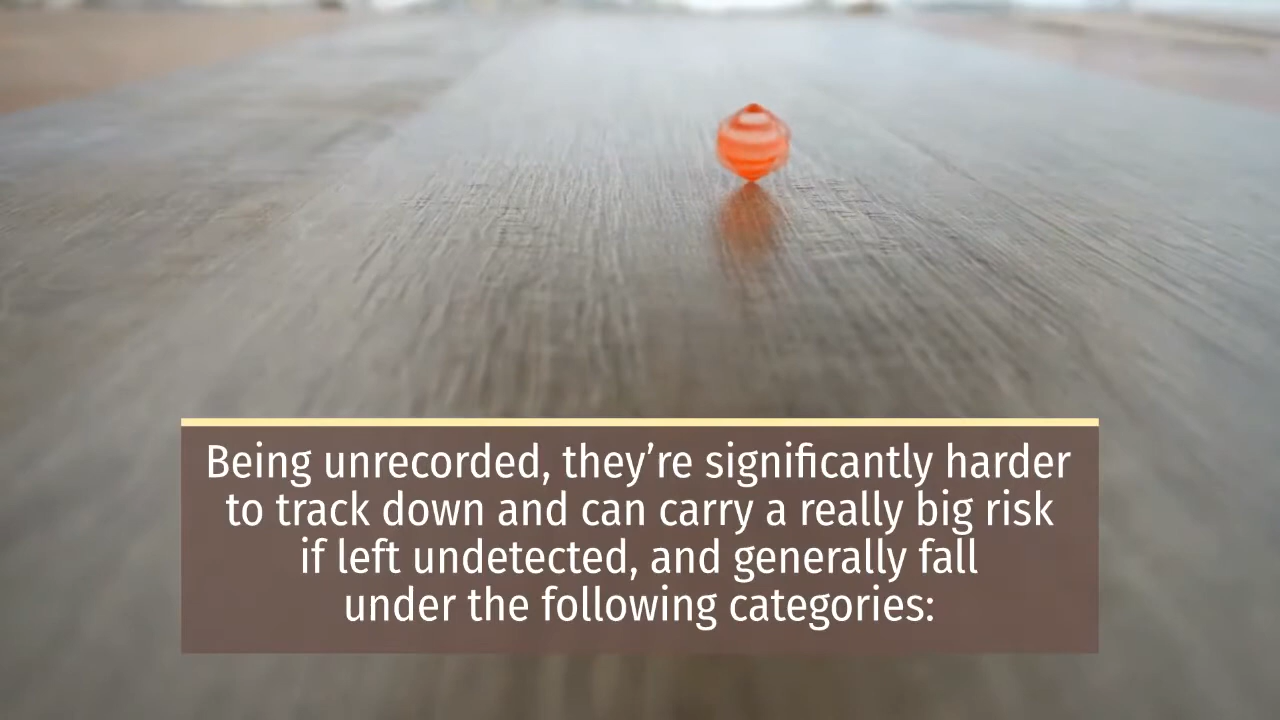 Being unrecorded, they’re significantly harder
to track down and can carry a really big risk
if left undetected, and generally fall
under the following categories: